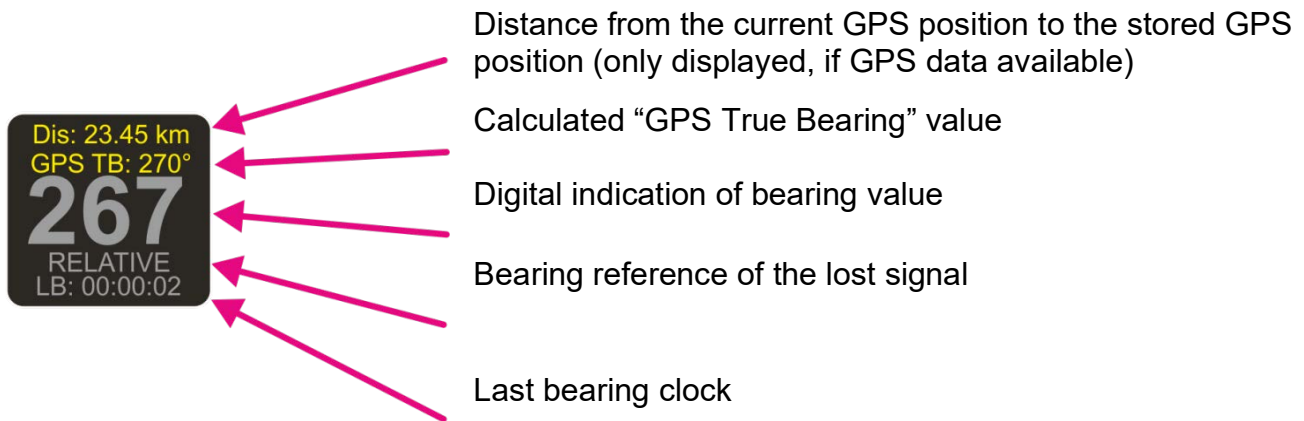 Distance from the current GPS position to the stored GPS
position (only displayed, if GPS data available)
Calculated “GPS True Bearing” value
Digital indication of bearing value
Bearing reference of the lost signal
Last bearing clock
Dis: 23.45 km
GPS TB: 270°
267
RELATIVE
LB: 00:00:02